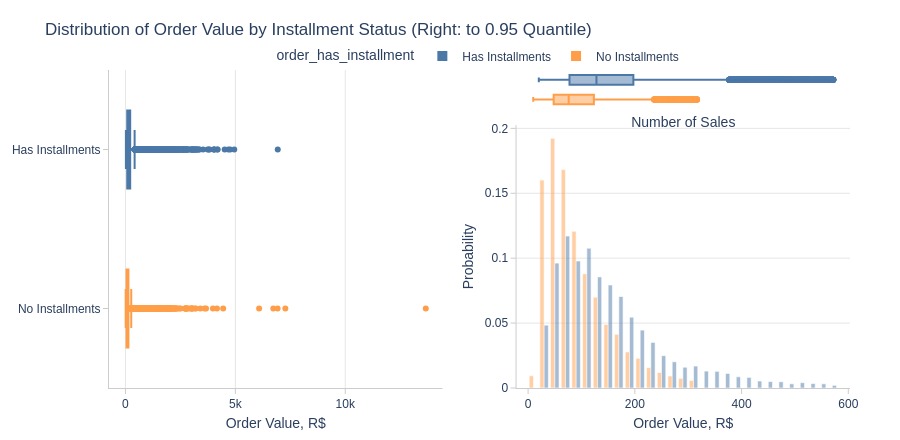 Distribution of Order Value by Installment Status (Right: to 0.95 Quantile)
order_has_installment Has Installments No Installments
Has Installments
No Installments
0 5k 10k
Order Value, R$
Number of Sales
0.2
0.15
0.1
0.05
0
Probability
0 200 400 600
Order Value, R$